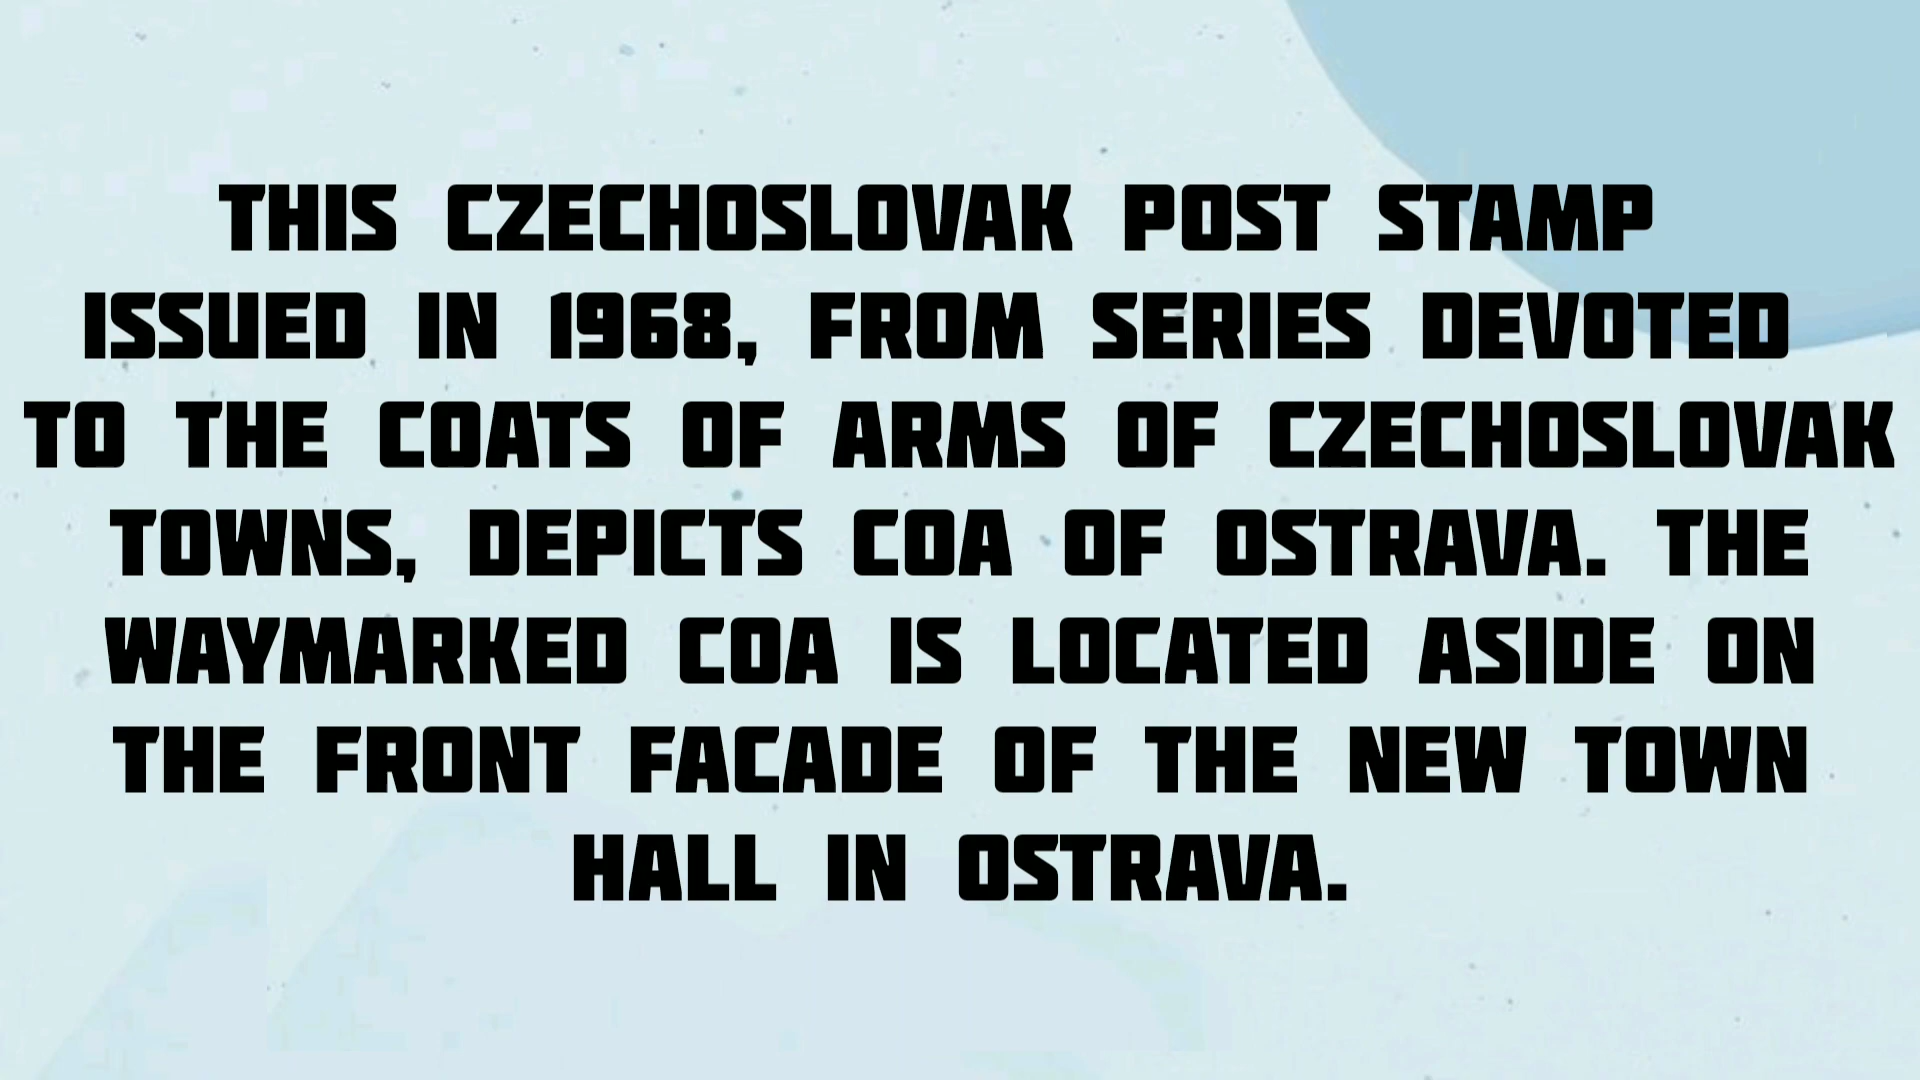 THIS CZECHOSLOVAK POST STAMP
ISSUED IN 1968, FROM SERIES DEVOTED
TO THE COATS OF ARMS OF CZECHOSLOVAK
TOWNS, DEPICTS COA OF OSTRAVA. THE
WAYMARKED COA IS LOCATED ASIDE ON
THE FRONT FACADE OF THE NEW TOWN
HALL IN OSTRAVA.